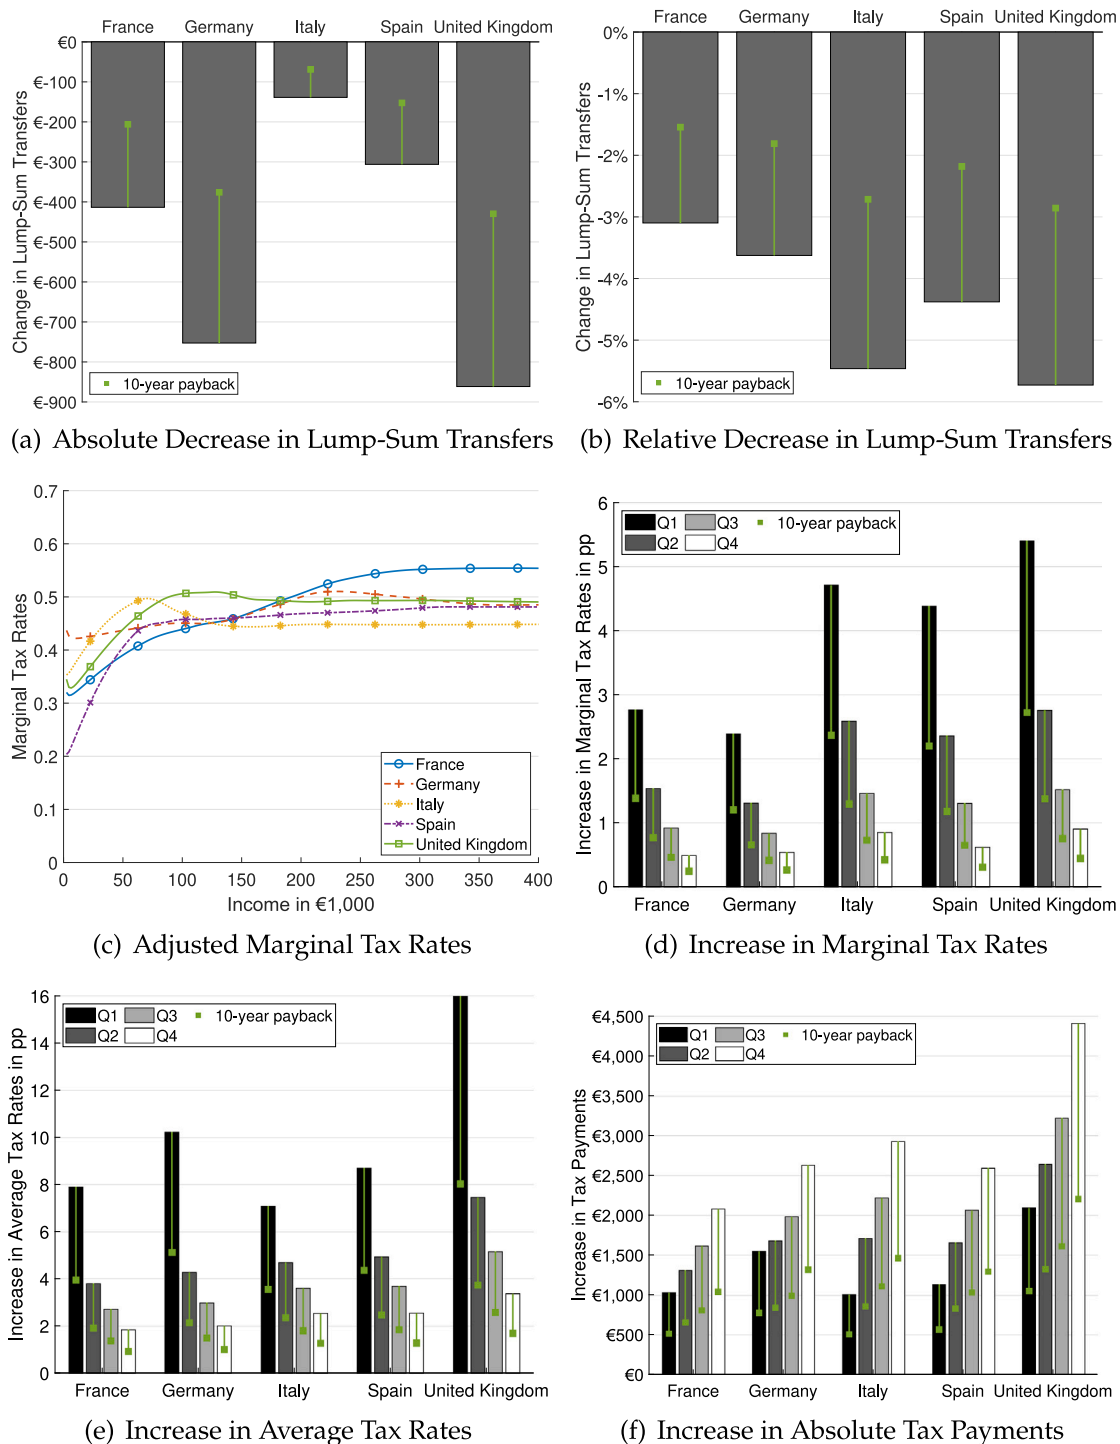 France Germany Italy Spain United Kingdom
€0
€-100
€-200
€-300
€-400
€-500
€-600
€-700
€-800
€-900
Change in Lump-Sum Transfers
10-year payback
(a) Absolute Decrease in Lump-Sum Transfers
France Germany Italy Spain United Kingdom
0%
-1%
-2%
-3%
-4%
-5%
-6%
Change in Lump-Sum Transfers
10-year payback
(b) Relative Decrease in Lump-Sum Transfers
0.7
0.6
0.5
0.4
0.3
0.2
0.1
0
Marginal Tax Rates
France
Germany
Italy
Spain
United Kingdom
0 50 100 150 200 250 300 350 400
Income in €1,000
(c) Adjusted Marginal Tax Rates
6
5
4
3
2
1
0
Increase in Marginal Tax Rates in pp
Q1 Q3 10-year payback
Q2 Q4
France Germany Italy Spain United Kingdom
(d) Increase in Marginal Tax Rates
16
14
12
10
8
6
4
2
0
Increase in Average Tax Rates in pp
Q1 Q3 10-year payback
Q2 Q4
France Germany Italy Spain United Kingdom
(e) Increase in Average Tax Rates
€4,500
€4,000
€3,500
€3,000
€2,500
€2,000
€1,500
€1,000
€500
€0
Increase in Tax Payments
Q1 Q3 10-year payback
Q2 Q4
France Germany Italy Spain United Kingdom
(f) Increase in Absolute Tax Payments